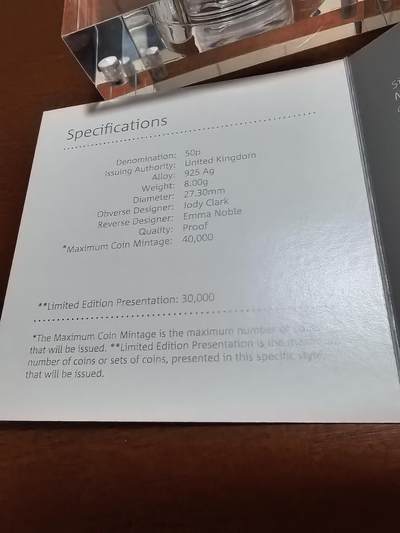 Specifications
Denomination: 50p
Issuing Authority: United Kingdom
Alloy: 925 Ag
Weight: 8.00g
Diameter: 27.30mm
Obverse Designer: Jody Clark
Reverse Designer: Emma Noble
Quality: Proof
*Maximum Coin Mintage: 40,000
**Limited Edition Presentation: 30,000
*The Maximum Coin Mintage is the maximum number of coins
that will be issued. **Limited Edition Presentation is the maximum
number of coins or sets of coins, presented in this specific style,
that will be issued.